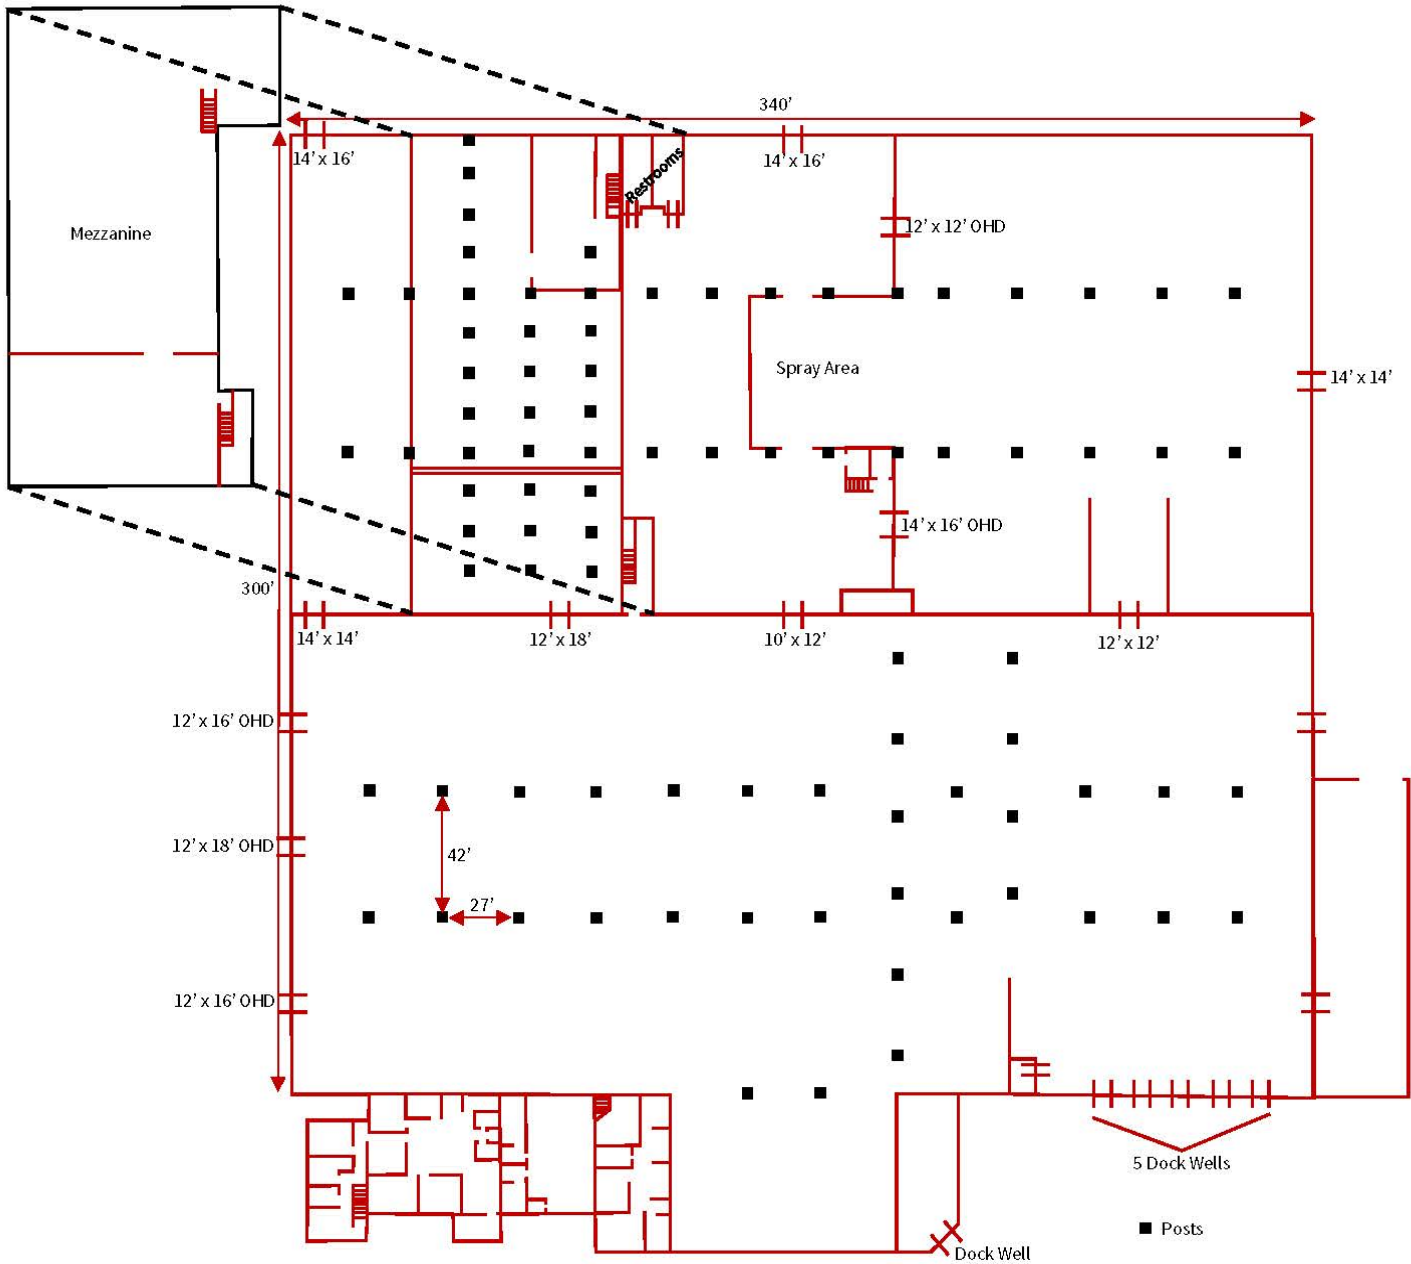 340’
14’ x 16’
14’ x 16’
Restrooms
12’ x 12’ OHD
Mezzanine
Spray Area
14’ x 14’
14’ x 16’ OHD
300’
14’ x 14’
12’ x 18’
10’ x 12’
12’ x 12’
12’ x 16’ OHD
12’ x 18’ OHD
42’
27’
12’ x 16’ OHD
5 Dock Wells
Posts
Dock Well